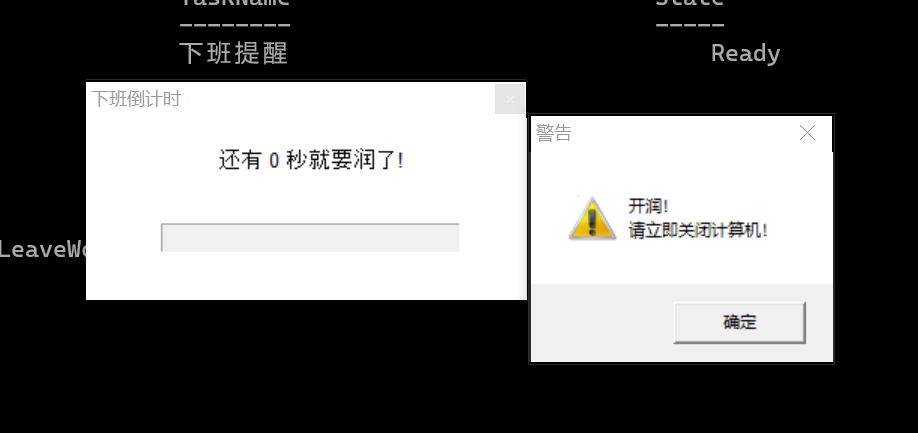 TaskName State
-------- -----
下班提醒 Ready
下班倒计时
还有 0 秒就要润了!
警告
开润!
请立即关闭计算机!
确定